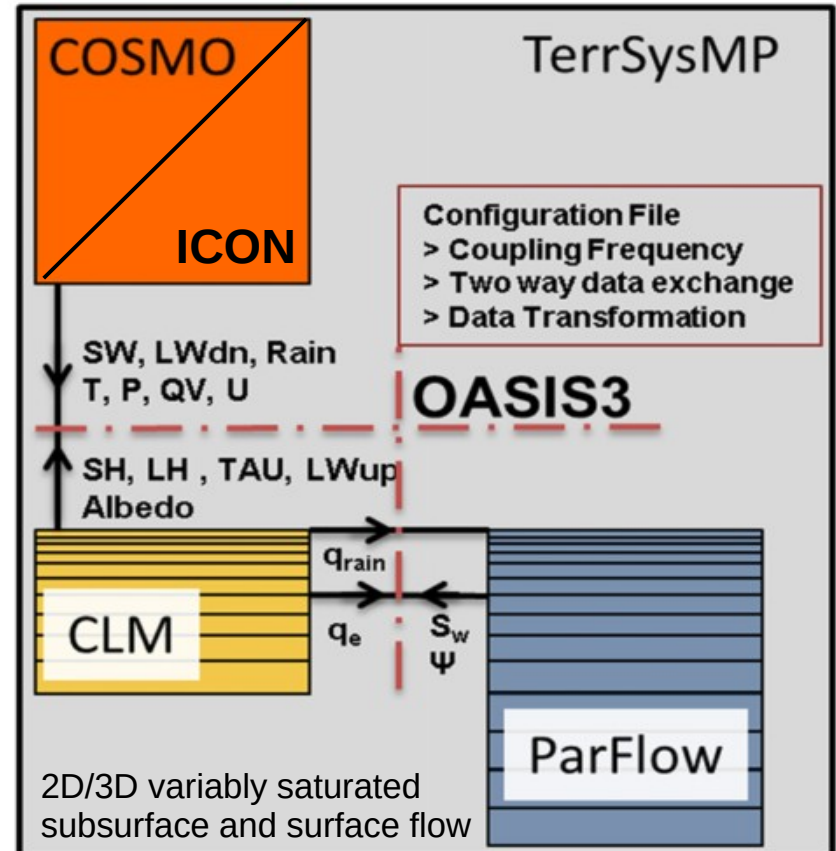 COSMO
TerrSysMP
ICON
Configuration File
> Coupling Frequency
> Two way data exchange
> Data Transformation
SW, LWdn, Rain
T, P, QV, U
OASIS3
SH, LH , TAU, LWup
Albedo
qrain
qe
Sw
Ψ
CLM
ParFlow
2D/3D variably saturated
subsurface and surface flow